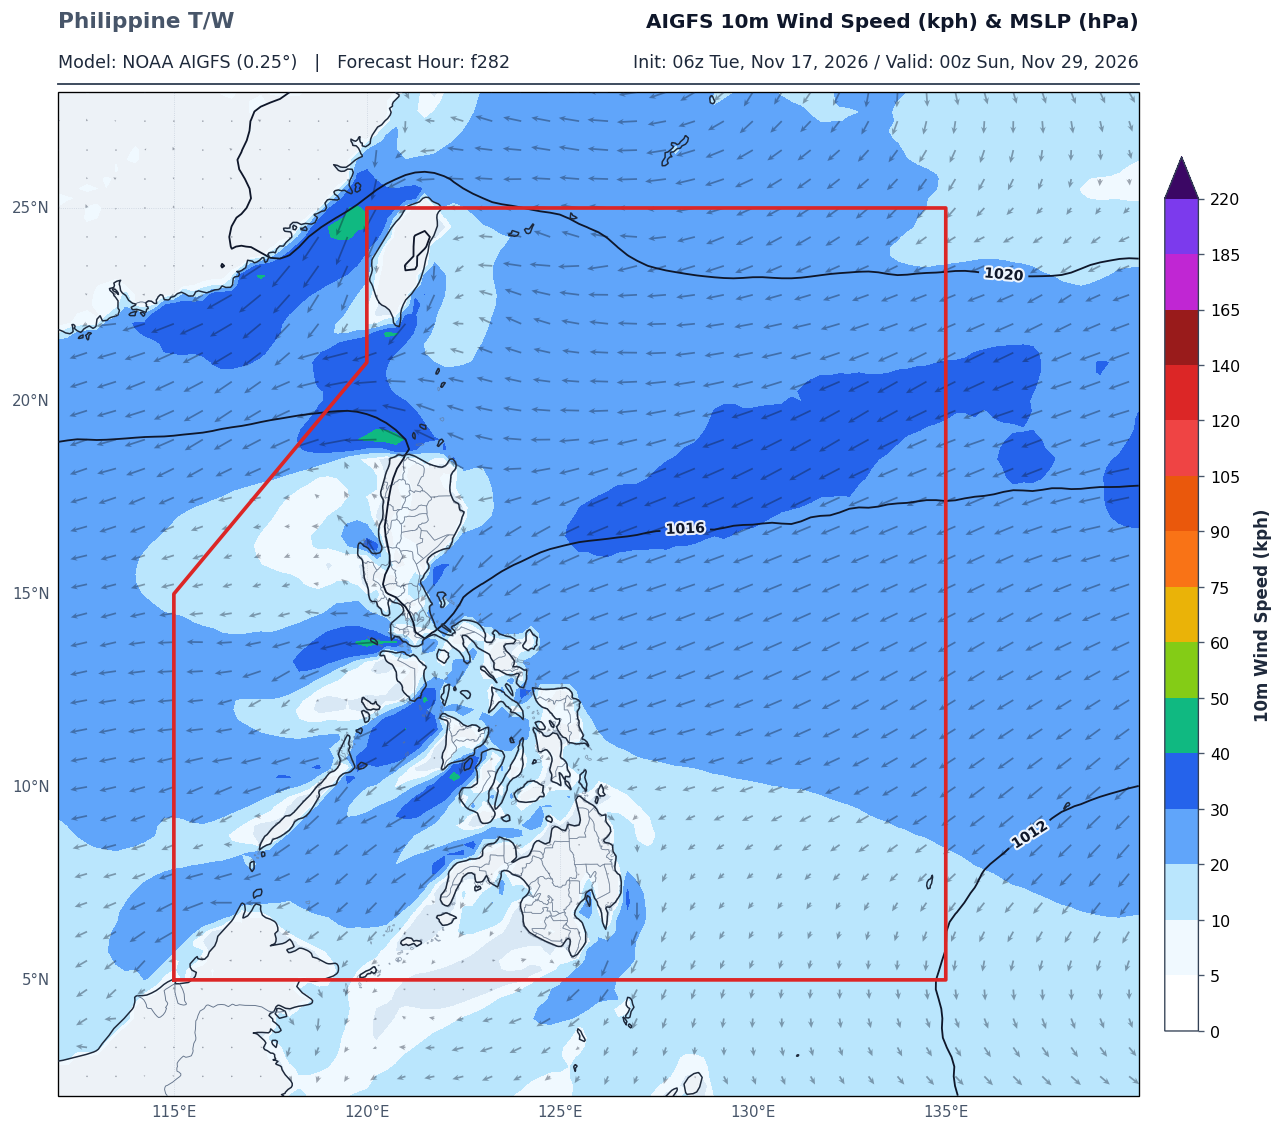 Philippine T/W
AIGFS 10m Wind Speed (kph) & MSLP (hPa)
Model: NOAA AIGFS (0.25°) | Forecast Hour: f282
Init: 06z Tue, Nov 17, 2026 / Valid: 00z Sun, Nov 29, 2026
25°N
20°N
15°N
10°N
5°N
115°E
120°E
125°E
130°E
135°E
1020
1016
1012
220
185
165
140
120
105
90
75
60
50
40
30
20
10
5
0
10m Wind Speed (kph)